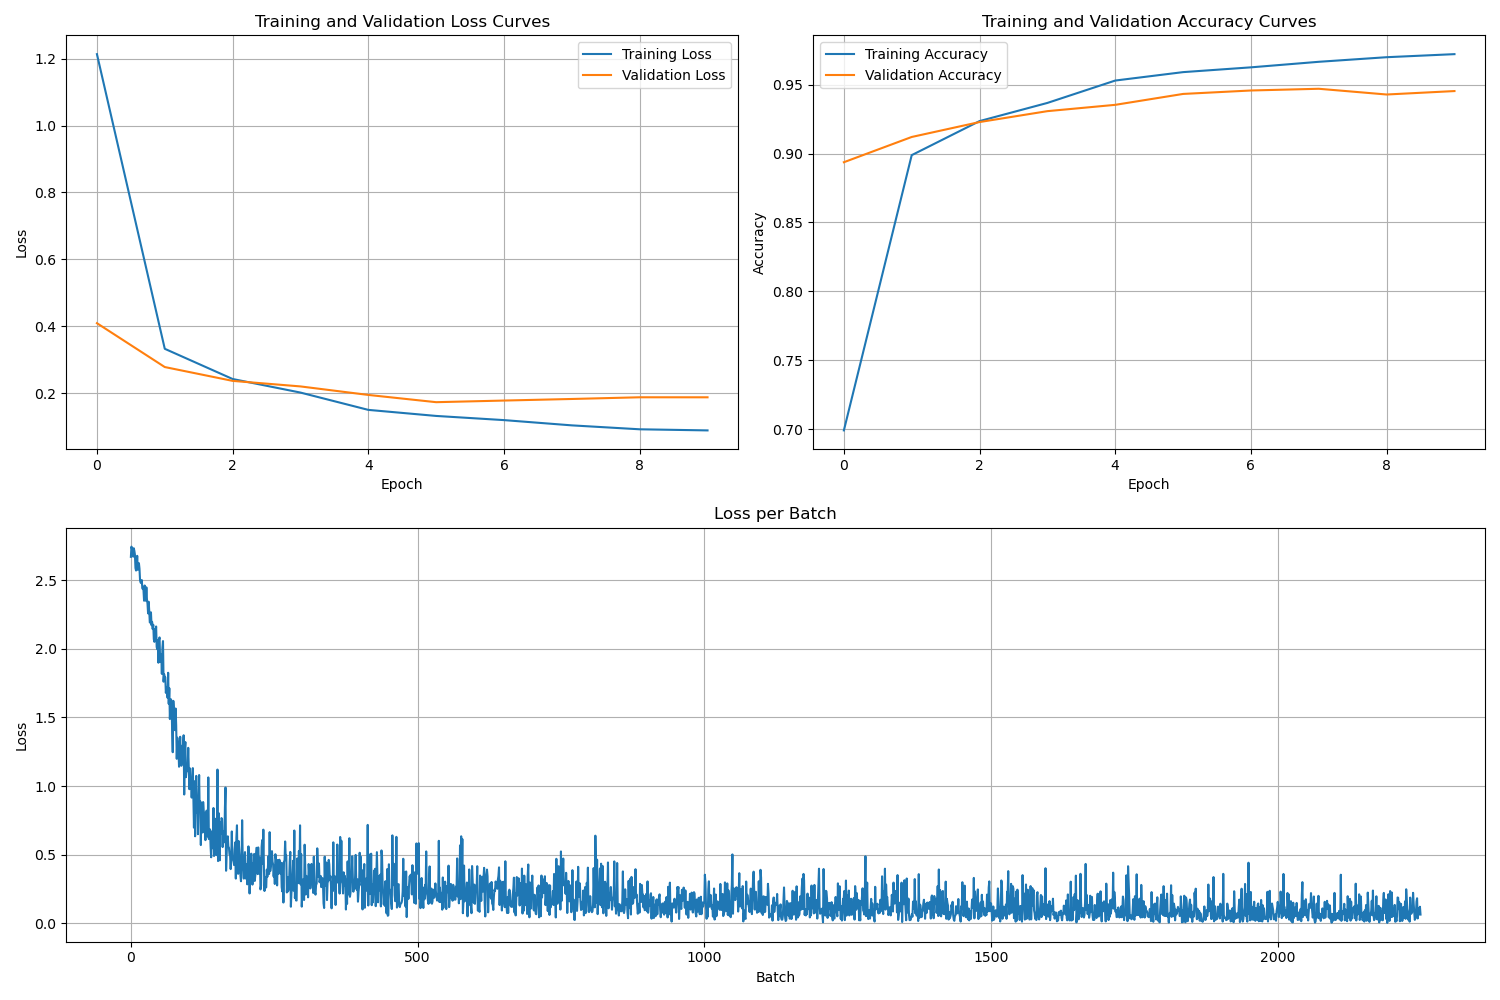 Training and Validation Loss Curves
Training Loss
Validation Loss
1.2
1.0
0.8
0.6
0.4
0.2
Loss
0 2 4 6 8
Epoch
Training and Validation Accuracy Curves
Training Accuracy
Validation Accuracy
0.95
0.90
0.85
0.80
0.75
0.70
Accuracy
0 2 4 6 8
Epoch
Loss per Batch
2.5
2.0
1.5
1.0
0.5
0.0
Loss
0 500 1000 1500 2000
Batch